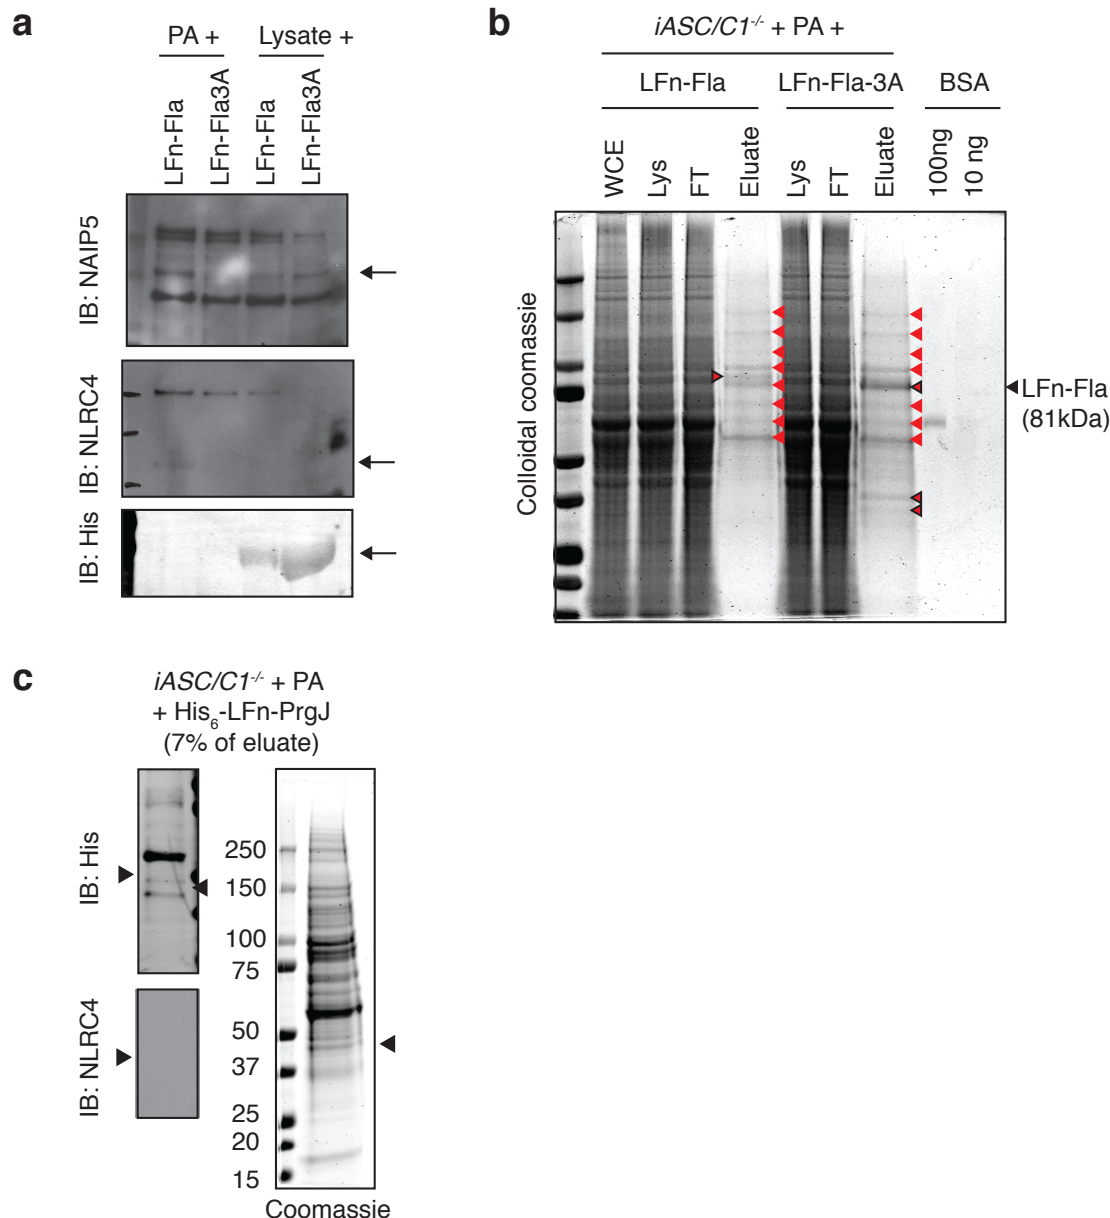 a
PA +
Lysate +
LFn-Fla
LFn-Fla3A
LFn-Fla
LFn-Fla3A
IB: NAIP5
IB: NLRC4
IB: His
b
iASC/C1-/- + PA +
LFn-Fla
LFn-Fla-3A
BSA
WCE
Lys
FT
Eluate
Lys
FT
Eluate
100ng
10 ng
Colloidal coomassie
LFn-Fla
(81kDa)
c
iASC/C1-/- + PA
+ His6-LFn-PrgJ
(7% of eluate)
IB: His
IB: NLRC4
250
150
100
75
50
37
25
20
15
Coomassie